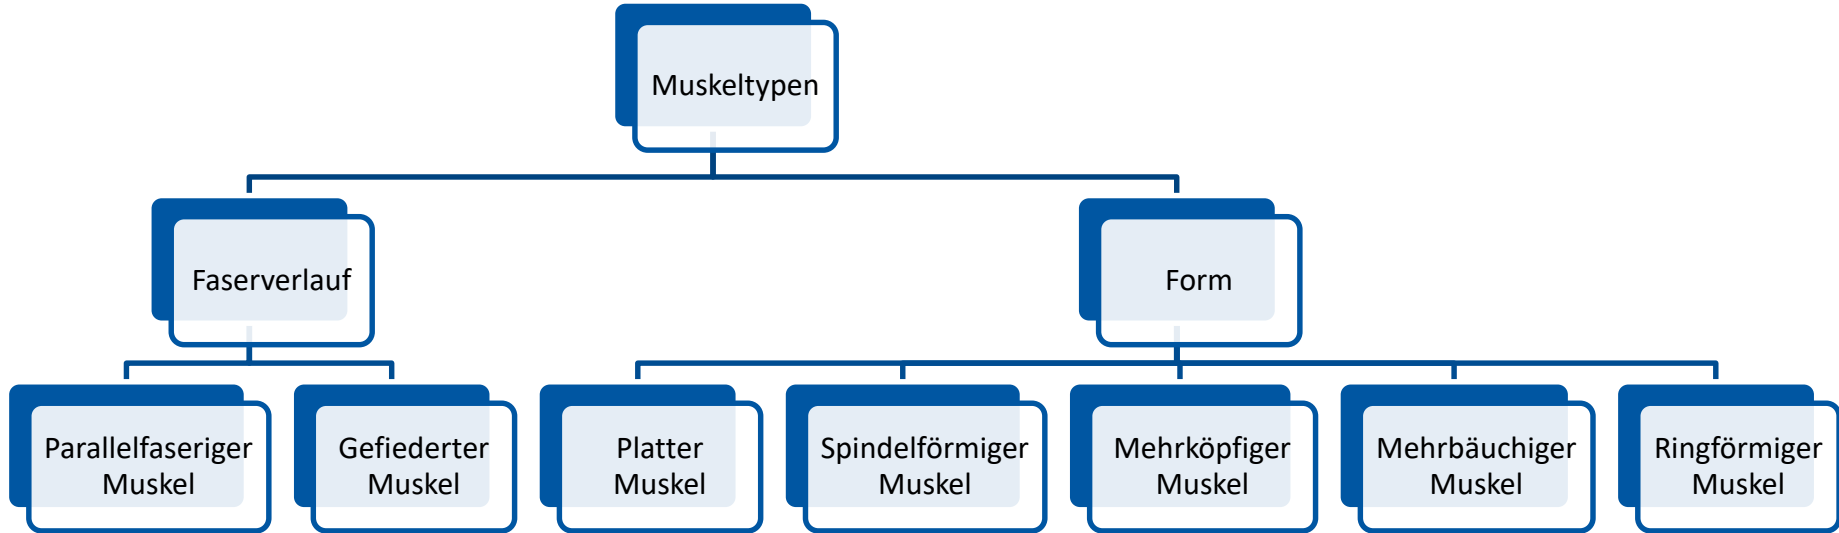 Muskeltypen
Faserverlauf
Form
Parallelfaseriger
Muskel
Gefiederter
Muskel
Platter
Muskel
Spindelförmiger
Muskel
Mehrköpfiger
Muskel
Mehrbäuchiger
Muskel
Ringförmiger
Muskel